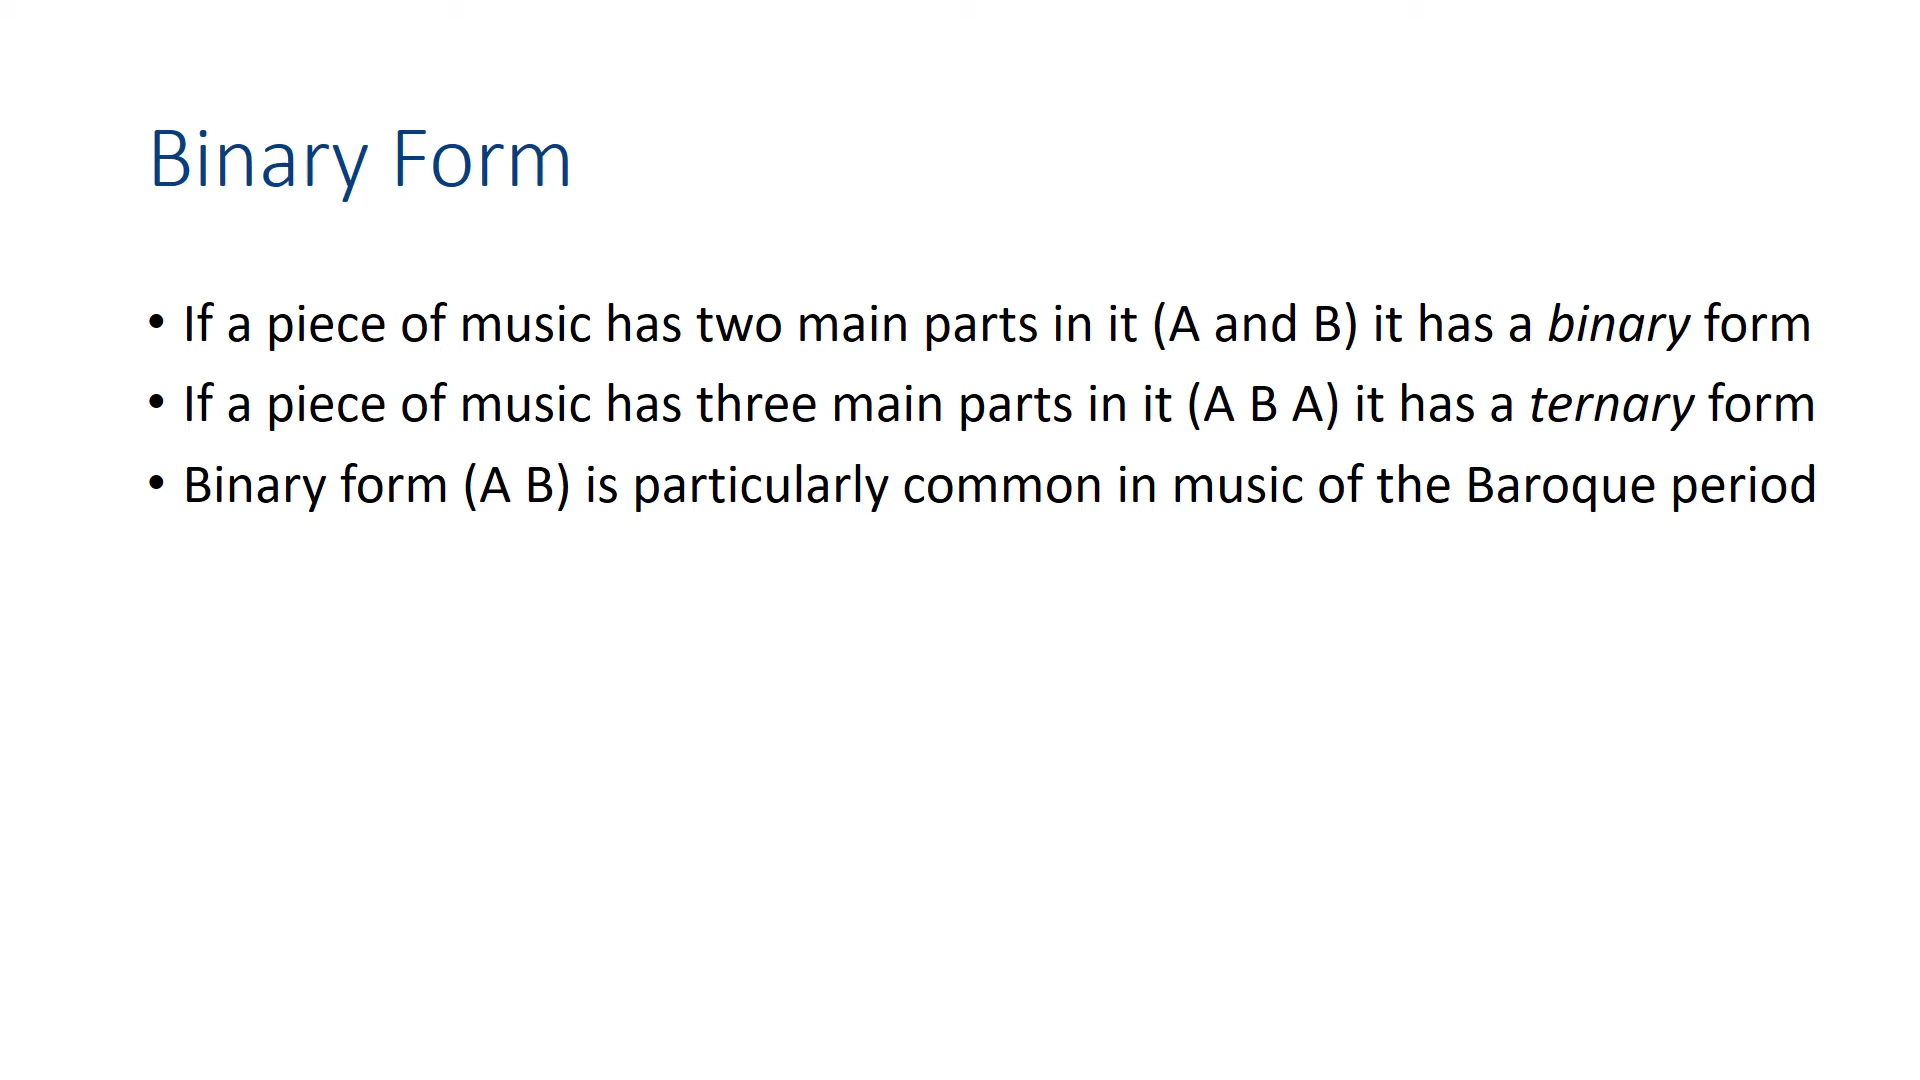 Binary Form
• If a piece of music has two main parts in it (A and B) it has a binary form
• If a piece of music has three main parts in it (A B A) it has a ternary form
• Binary form (A B) is particularly common in music of the Baroque period